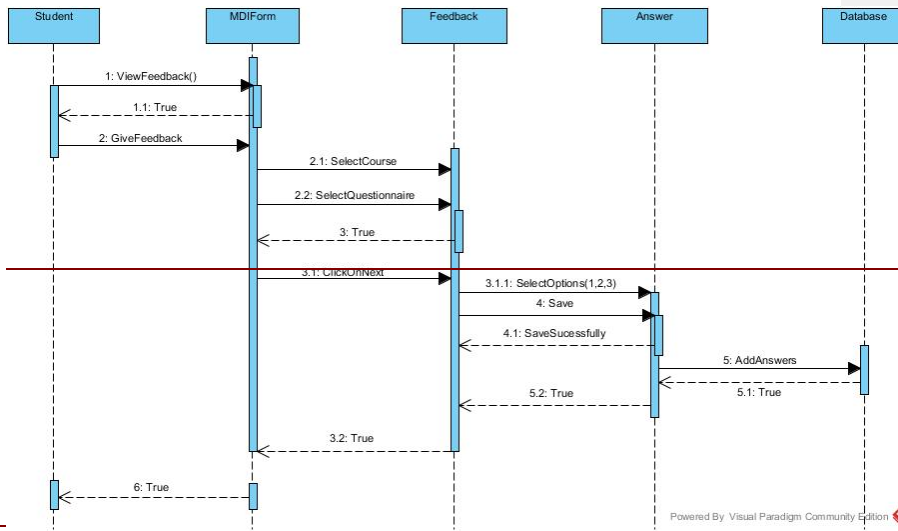 Student
MDIForm
Feedback
Answer
Database
1: ViewFeedback()
1.1: True
2: GiveFeedback
2.1: SelectCourse
2.2: SelectQuestionnaire
3: True
3.1: ClickOnNext
3.1.1: SelectOptions(1,2,3)
4: Save
4.1: SaveSucessfully
5: AddAnswers
5.1: True
5.2: True
3.2: True
6: True
Powered By Visual Paradigm Community Edition